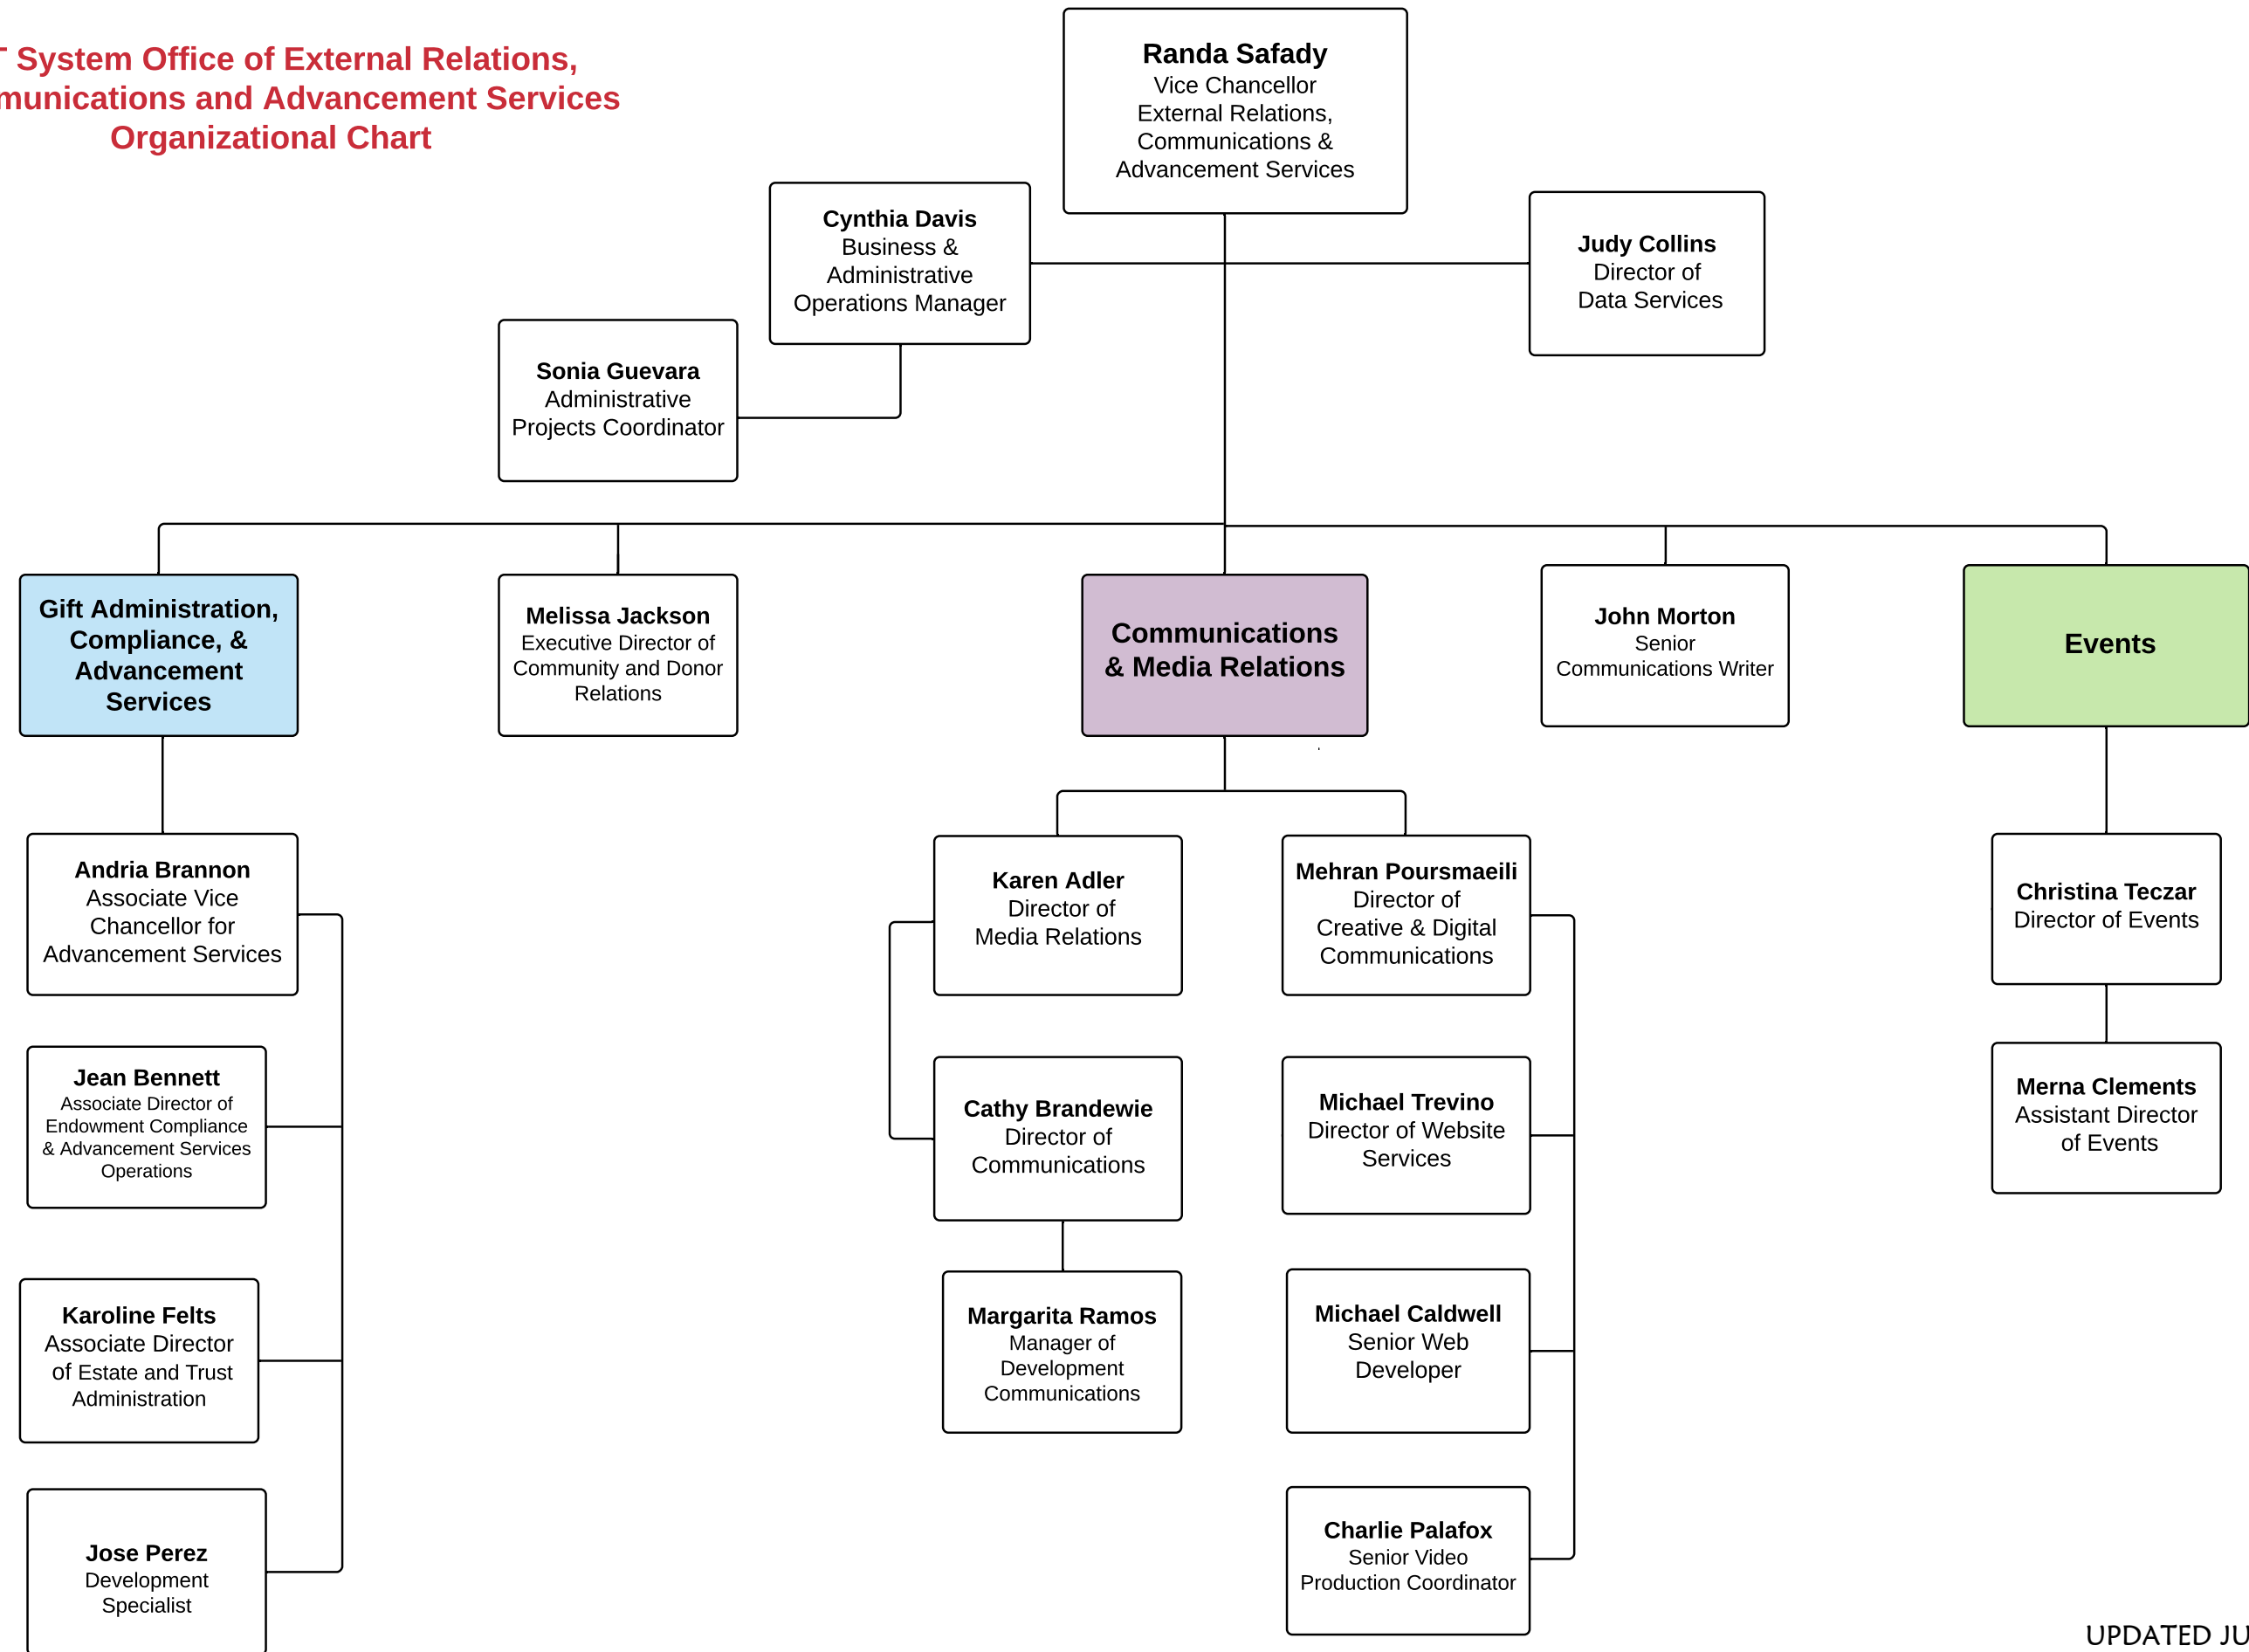 T System Office of External Relations,
munications and Advancement Services
Organizational Chart
Randa Safady
Vice Chancellor
External Relations,
Communications &
Advancement Services
Cynthia Davis
Business &
Administrative
Operations Manager
Judy Collins
Director of
Data Services
Sonia Guevara
Administrative
Projects Coordinator
Gift Administration,
Compliance, &
Advancement
Services
Melissa Jackson
Executive Director of
Community and Donor
Relations
Communications
& Media Relations
John Morton
Senior
Communications Writer
Events
Andria Brannon
Associate Vice
Chancellor for
Advancement Services
Jean Bennett
Associate Director of
Endowment Compliance
& Advancement Services
Operations
Karoline Felts
Associate Director
of Estate and Trust
Administration
Jose Perez
Development
Specialist
Karen Adler
Director of
Media Relations
Cathy Brandewie
Director of
Communications
Margarita Ramos
Manager of
Development
Communications
Mehran Poursmaeili
Director of
Creative & Digital
Communications
Michael Trevino
Director of Website
Services
Michael Caldwell
Senior Web
Developer
Charlie Palafox
Senior Video
Production Coordinator
Christina Teczar
Director of Events
Merna Clements
Assistant Director
of Events
UPDATED JU